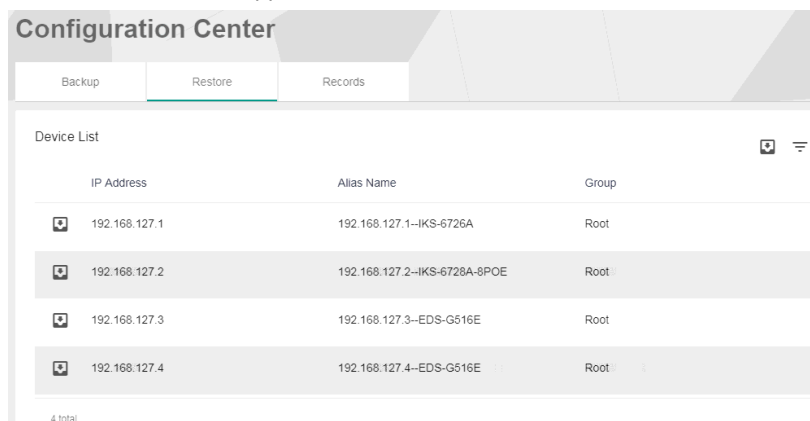 Configuration Center
Backup Restore Records
Device List
IP Address Alias Name Group
192.168.127.1 192.168.127.1--IKS-6726A Root
192.168.127.2 192.168.127.2--IKS-6728A-8POE Root
192.168.127.3 192.168.127.3--EDS-G516E Root
192.168.127.4 192.168.127.4--EDS-G516E Root
4 total